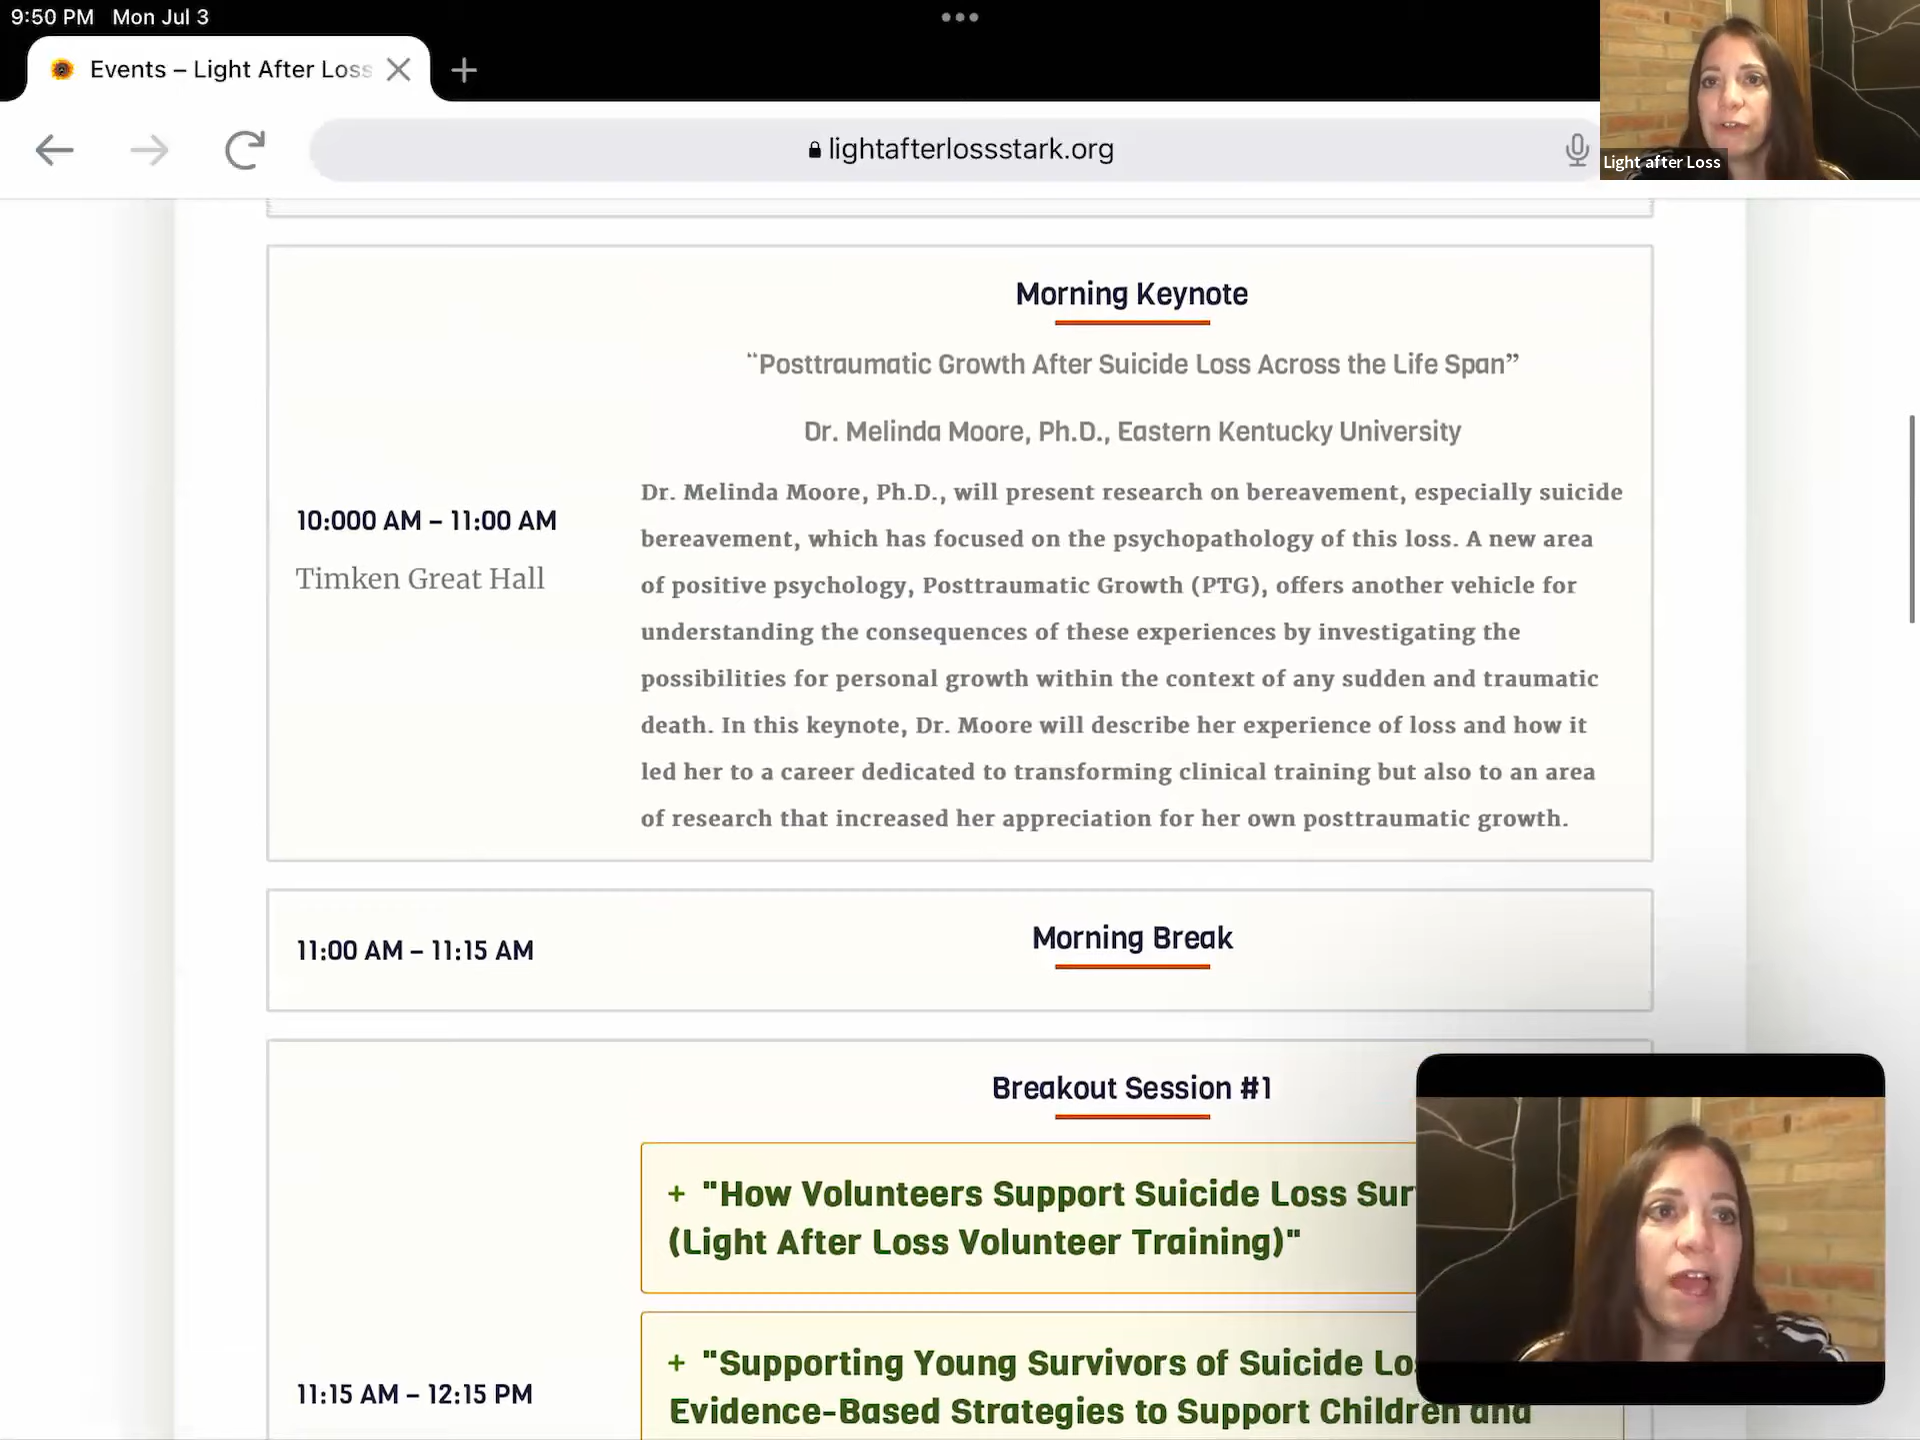 9:50 PM Mon Jul 3
Events – Light After Loss
lightafterlossstark.org
Light after Loss
Morning Keynote
“Posttraumatic Growth After Suicide Loss Across the Life Span”
Dr. Melinda Moore, Ph.D., Eastern Kentucky University
10:000 AM – 11:00 AM
Timken Great Hall
Dr. Melinda Moore, Ph.D., will present research on bereavement, especially suicide
bereavement, which has focused on the psychopathology of this loss. A new area
of positive psychology, Posttraumatic Growth (PTG), offers another vehicle for
understanding the consequences of these experiences by investigating the
possibilities for personal growth within the context of any sudden and traumatic
death. In this keynote, Dr. Moore will describe her experience of loss and how it
led her to a career dedicated to transforming clinical training but also to an area
of research that increased her appreciation for her own posttraumatic growth.
11:00 AM – 11:15 AM
Morning Break
Breakout Session #1
+ "How Volunteers Support Suicide Loss
(Light After Loss Volunteer Training)"
11:15 AM – 12:15 PM
+ "Supporting Young Survivors of Suicide
Evidence-Based Strategies to Support Children and